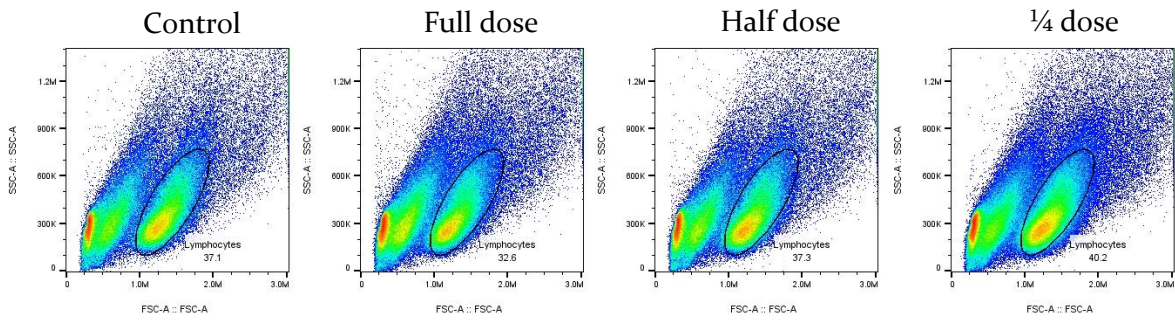 Control
SSC-A :: SSC-A
1.2M
900K
600K
300K
0
Lymphocytes
37.1
0
1.0M
2.0M
3.0M
FSC-A :: FSC-A
Full dose
SSC-A :: SSC-A
1.2M
900K
600K
300K
0
Lymphocytes
32.6
0
1.0M
2.0M
3.0M
FSC-A :: FSC-A
Half dose
SSC-A :: SSC-A
1.2M
900K
600K
300K
0
Lymphocytes
37.3
0
1.0M
2.0M
3.0M
FSC-A :: FSC-A
¼ dose
SSC-A :: SSC-A
1.2M
900K
600K
300K
0
Lymphocytes
40.2
0
1.0M
2.0M
3.0M
FSC-A :: FSC-A